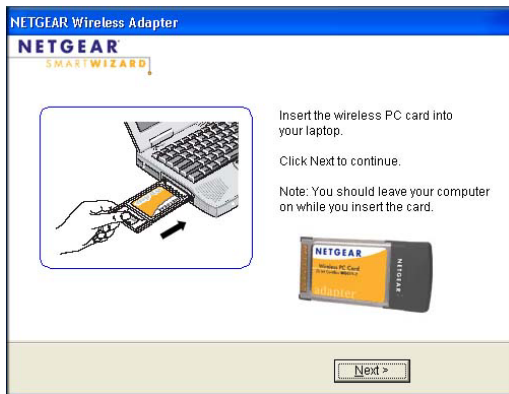 NETGEAR Wireless Adapter
NETGEAR
SMARTWIZARD
Insert the wireless PC card into
your laptop.
Click Next to continue.
Note: You should leave your computer
on while you insert the card.
NETGEAR
Wireless PC Card
adapter
NETGEAR
Next >